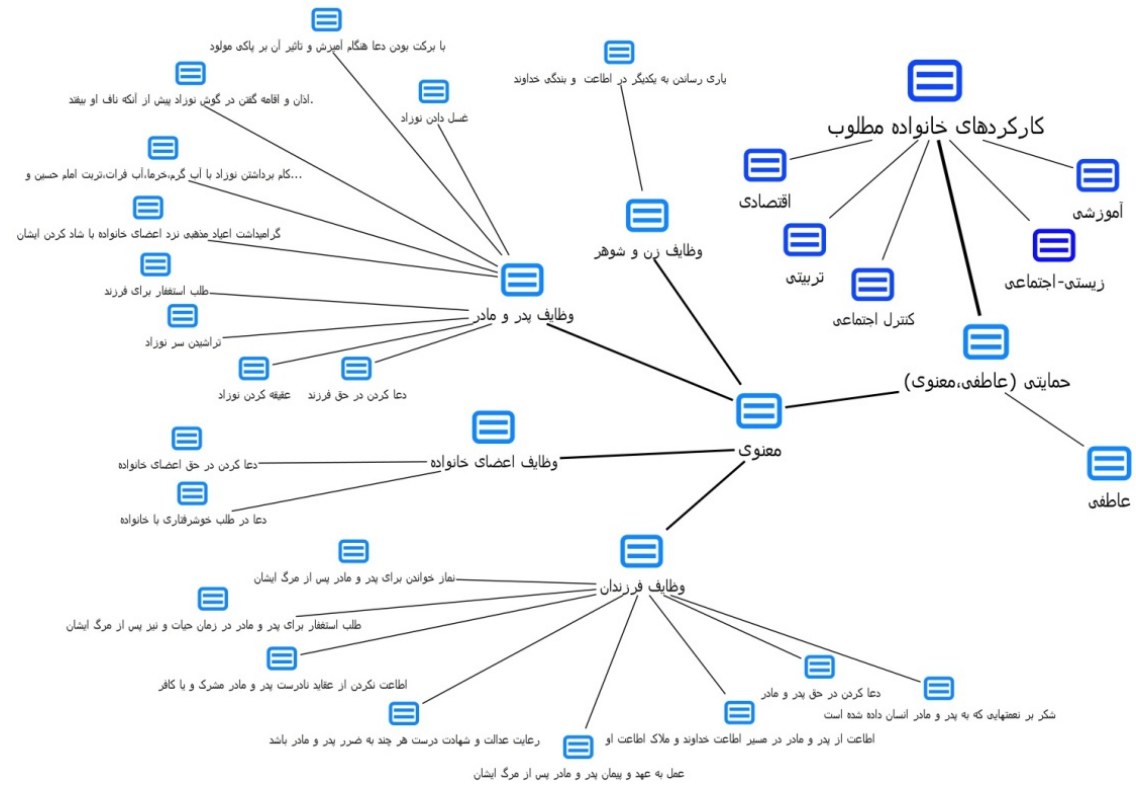 کارکردهای خانواده مطلوب
آموزشی
زیستی-اجتماعی
حمایتی (عاطفی،معنوی)
کنترل اجتماعی
تربیتی
اقتصادی
عاطفی
معنوی
وظایف زن و شوهر
یاری رساندن به یکدیگر در اطاعت و بندگی خداوند
وظایف پدر و مادر
غسل دادن نوزاد
با برکت بودن دعا هنگام آمیزش و تاثیر آن بر پاکی مولود
اذان و اقامه گفتن در گوش نوزاد پیش از آنکه ناف او بیفتد.
کام برداشتن نوزاد با آب گرم،خرما،آب فرات،تربت امام حسین و...
گرامیداشت اعیاد مذهبی نزد اعضای خانواده با شاد کردن ایشان
طلب استغفار برای فرزند
تراشیدن سر نوزاد
عقیقه کردن نوزاد
دعا کردن در حق فرزند
وظایف اعضای خانواده
دعا کردن در حق اعضای خانواده
دعا در طلب خوشرفتاری با خانواده
وظایف فرزندان
نماز خواندن برای پدر و مادر پس از مرگ ایشان
طلب استغفار برای پدر و مادر در زمان حیات و نیز پس از مرگ ایشان
اطاعت نکردن از عقاید نادرست پدر و مادر مشرک و یا کافر
رعایت عدالت و شهادت درست هر چند به ضرر پدر و مادر باشد
عمل به عهد و پیمان پدر و مادر پس از مرگ ایشان
اطاعت از پدر و مادر در مسیر اطاعت خداوند و ملاک اطاعت او
دعا کردن در حق پدر و مادر
شکر بر نعمتهایی که به پدر و مادر انسان داده شده است